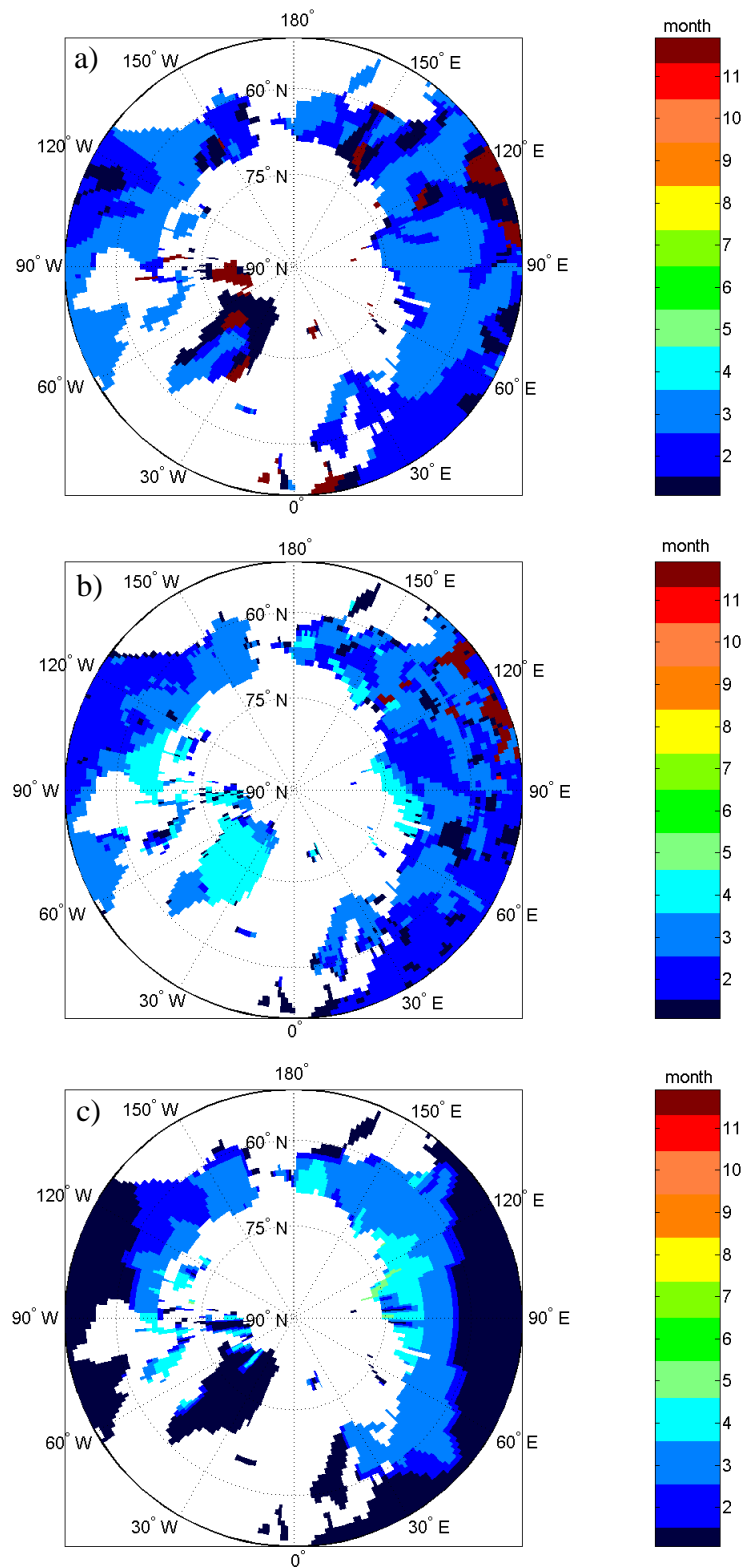 180° month
a) 150° W 150° E
60° N
120° W 120° E
75° N
90° W 90° N 90° E
60° W 60° E
30° W 30° E
0°
11
10
9
8
7
6
5
4
3
2
180° month
b) 150° W 150° E
60° N
120° W 120° E
75° N
90° W 90° N 90° E
60° W 60° E
30° W 30° E
0°
11
10
9
8
7
6
5
4
3
2
180° month
c) 150° W 150° E
60° N
120° W 120° E
75° N
90° W 90° N 90° E
60° W 60° E
30° W 30° E
0°
11
10
9
8
7
6
5
4
3
2